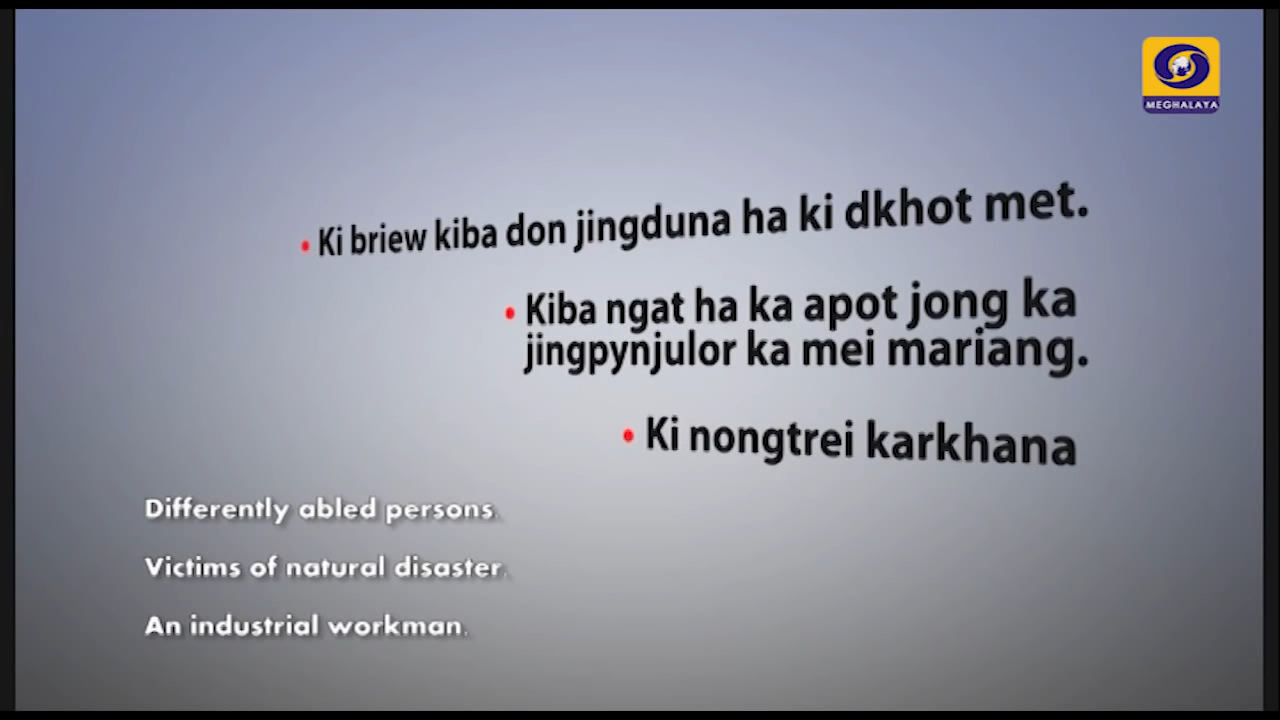 MEGHALAYA
• Ki briew kiba don jingduna ha ki dkhot met.
• Kiba ngat ha ka apot jong ka
jingpynjulor ka mei mariang.
• Ki nongtrei karkhana
Differently abled persons.
Victims of natural disaster.
An industrial workman.